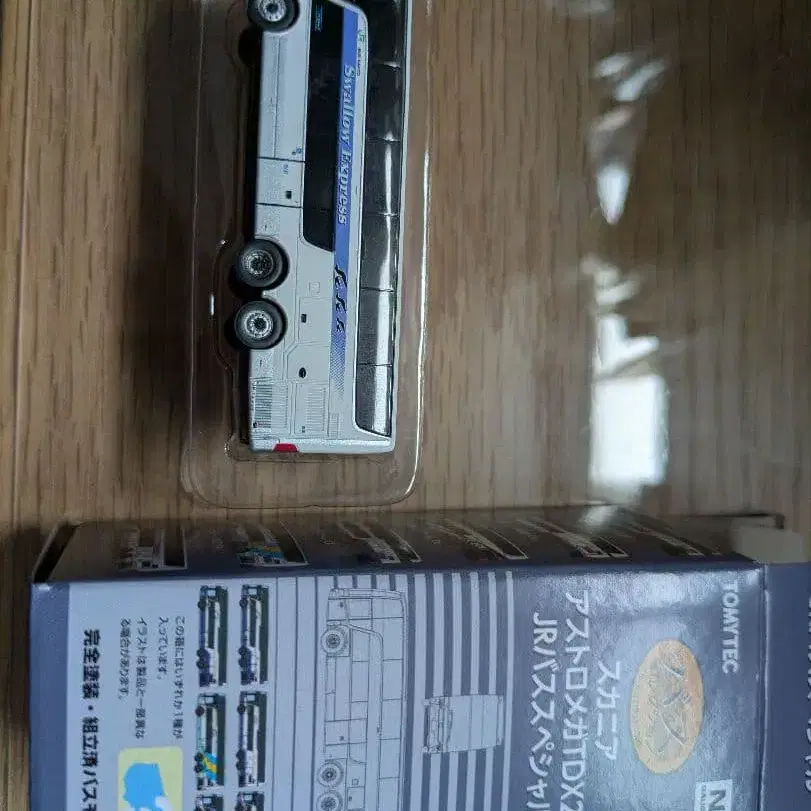 Swallow Express
TOMYTEC
スカニア
アストロメガTDX2
JRバススペシャル
この箱にはいずれか1種が
入っています。
イラストは製品と一部異な
る場合があります。
完全塗装・組立済バスモ